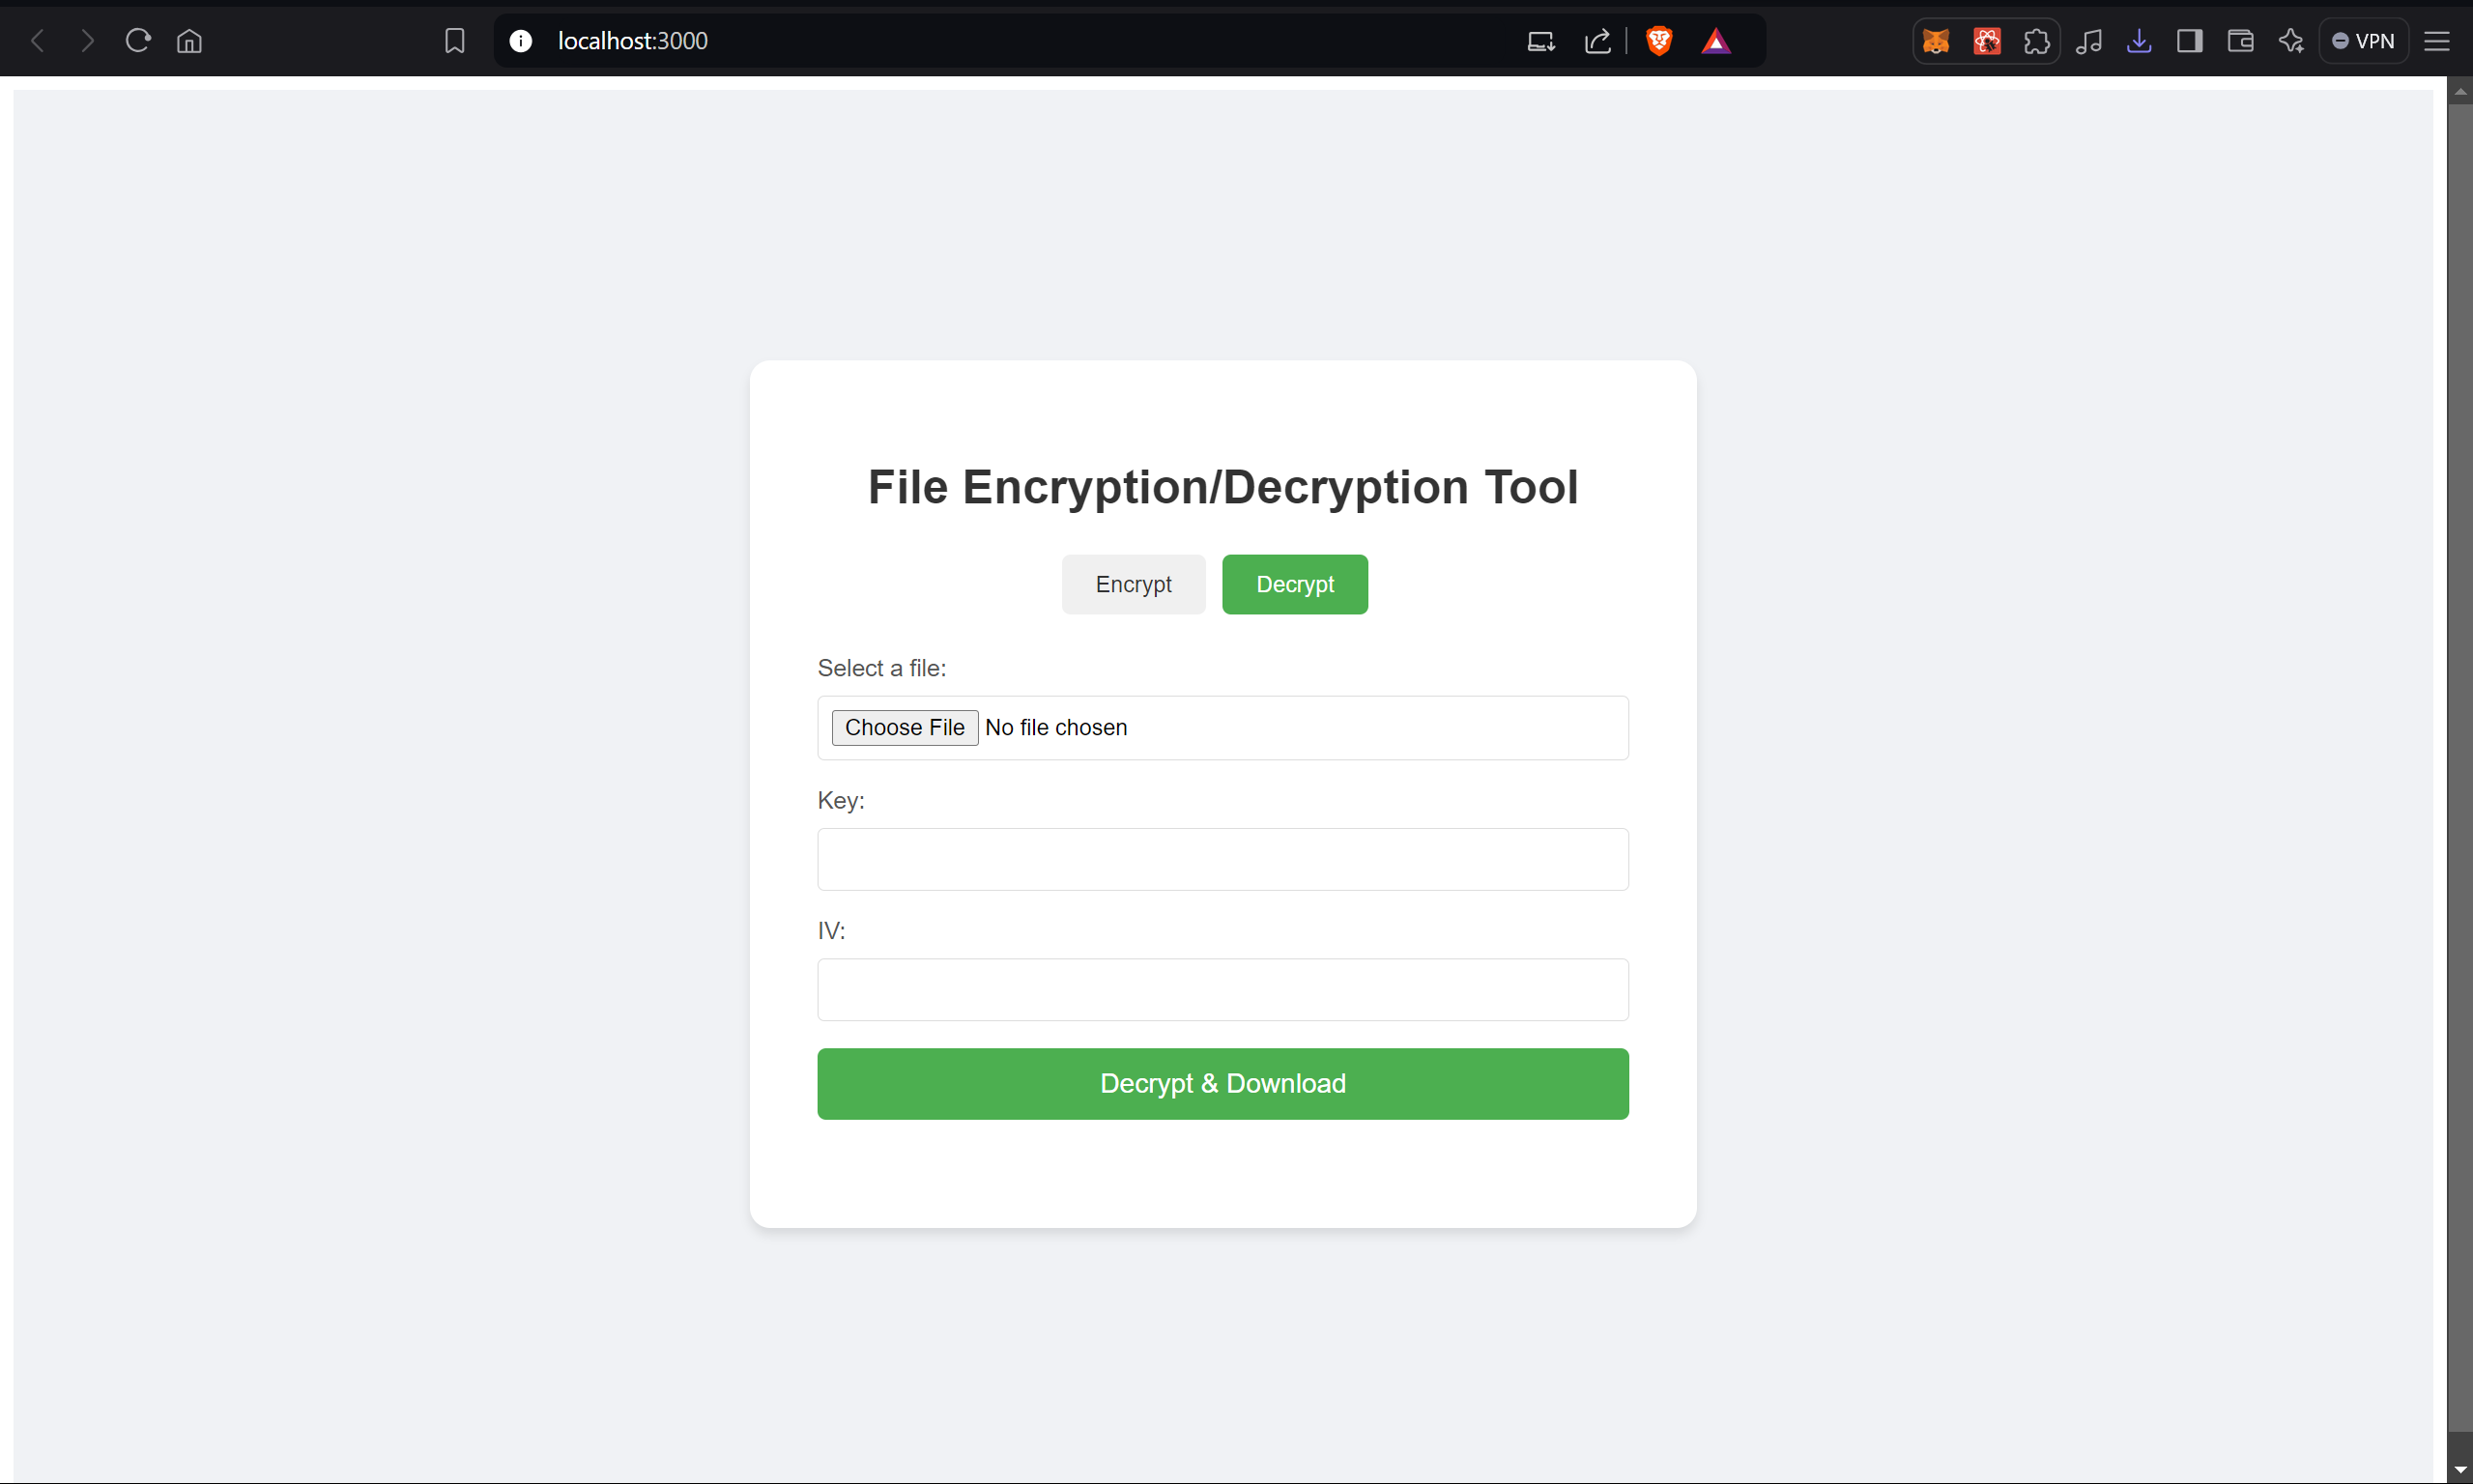 localhost:3000
VPN
File Encryption/Decryption Tool
Encrypt
Decrypt
Select a file:
Choose File No file chosen
Key:
IV:
Decrypt & Download